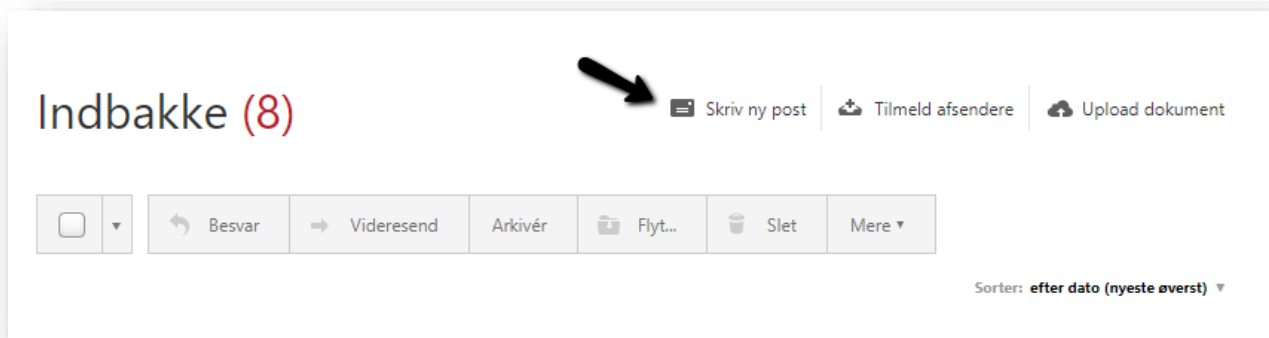 Indbakke (8)
Skriv ny post
Tilmeld afsendere
Upload dokument
Besvar
Videresend
Arkivér
Flyt...
Slet
Mere
Sorter: efter dato (nyeste øverst)